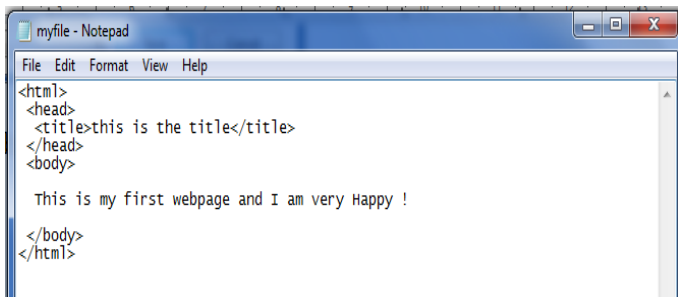 myfile - Notepad
File Edit Format View Help
<html>
<head>
<title>this is the title</title>
</head>
<body>
This is my first webpage and I am very Happy !
</body>
</html>